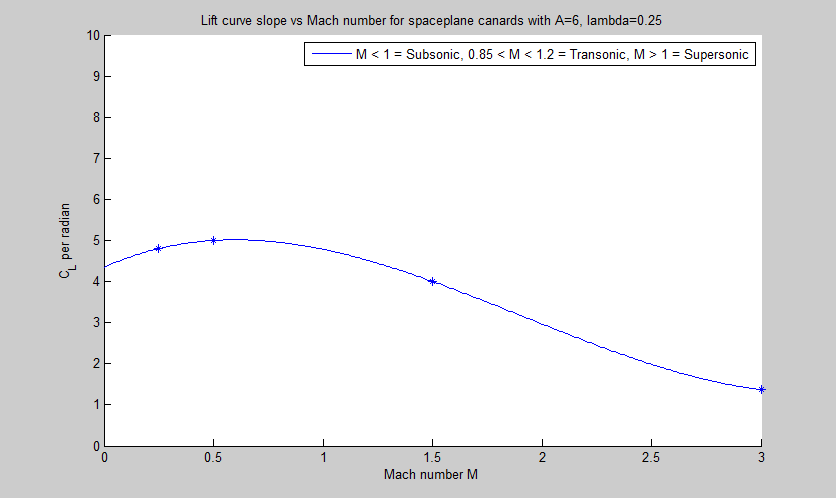 Lift curve slope vs Mach number for spaceplane canards with A=6, lambda=0.25
M < 1 = Subsonic, 0.85 < M < 1.2 = Transonic, M > 1 = Supersonic
10
9
8
7
6
5
4
3
2
1
0
C_L per radian
0 0.5 1 1.5 2 2.5 3
Mach number M